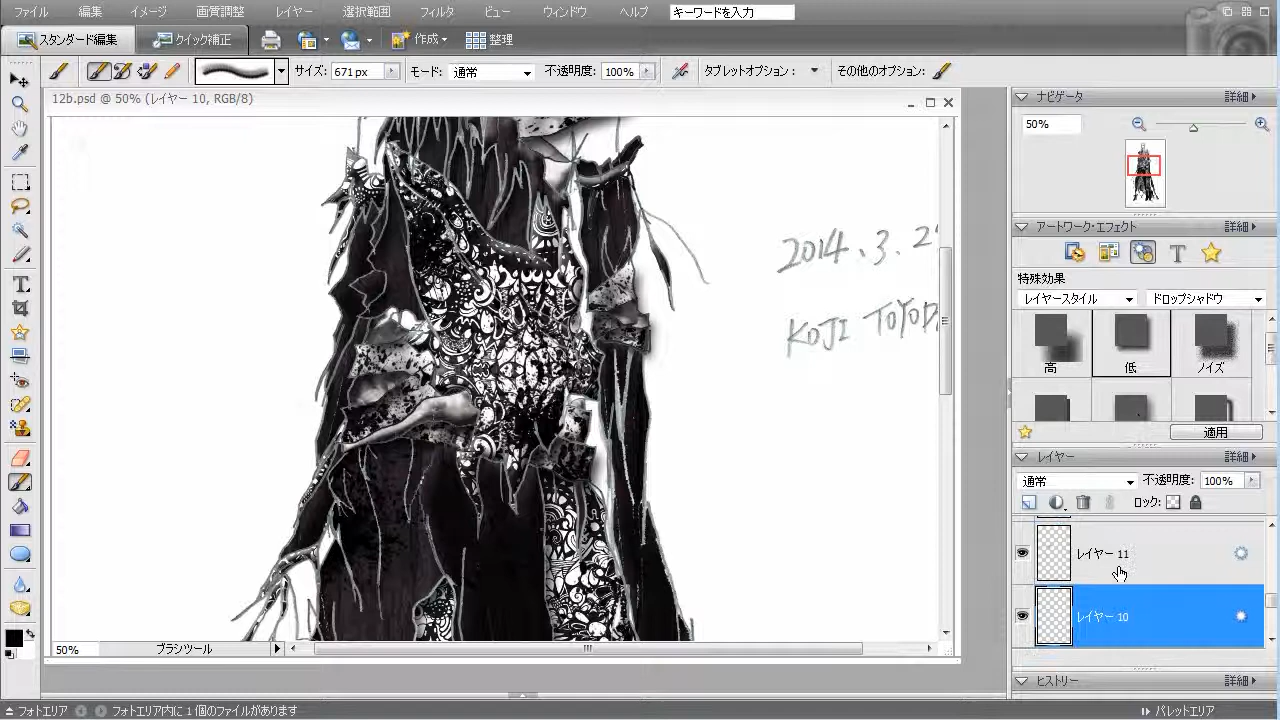 ファイル 編集 イメージ 画質調整 レイヤー 選択範囲 フィルタ ビュー ウィンドウ ヘルプ キーワードを入力
スタンダード編集 クイック補正 作成 整理
サイズ: 671 px モード: 通常 不透明度: 100% タブレットオプション: その他のオプション:
12b.psd @ 50% (レイヤー 10, RGB/8)
2014.3.2
KOJI TOYOD
50% ブラシツール
ナビゲータ 詳細
50%
アートワーク・エフェクト 詳細
特殊効果
レイヤースタイル ドロップシャドウ
高 低 ノイズ
適用
レイヤー 詳細
通常 不透明度: 100%
ロック:
レイヤー 11
レイヤー 10
ヒストリー 詳細
フォトエリア フォトエリア内に 1 個のファイルがあります パレットエリア